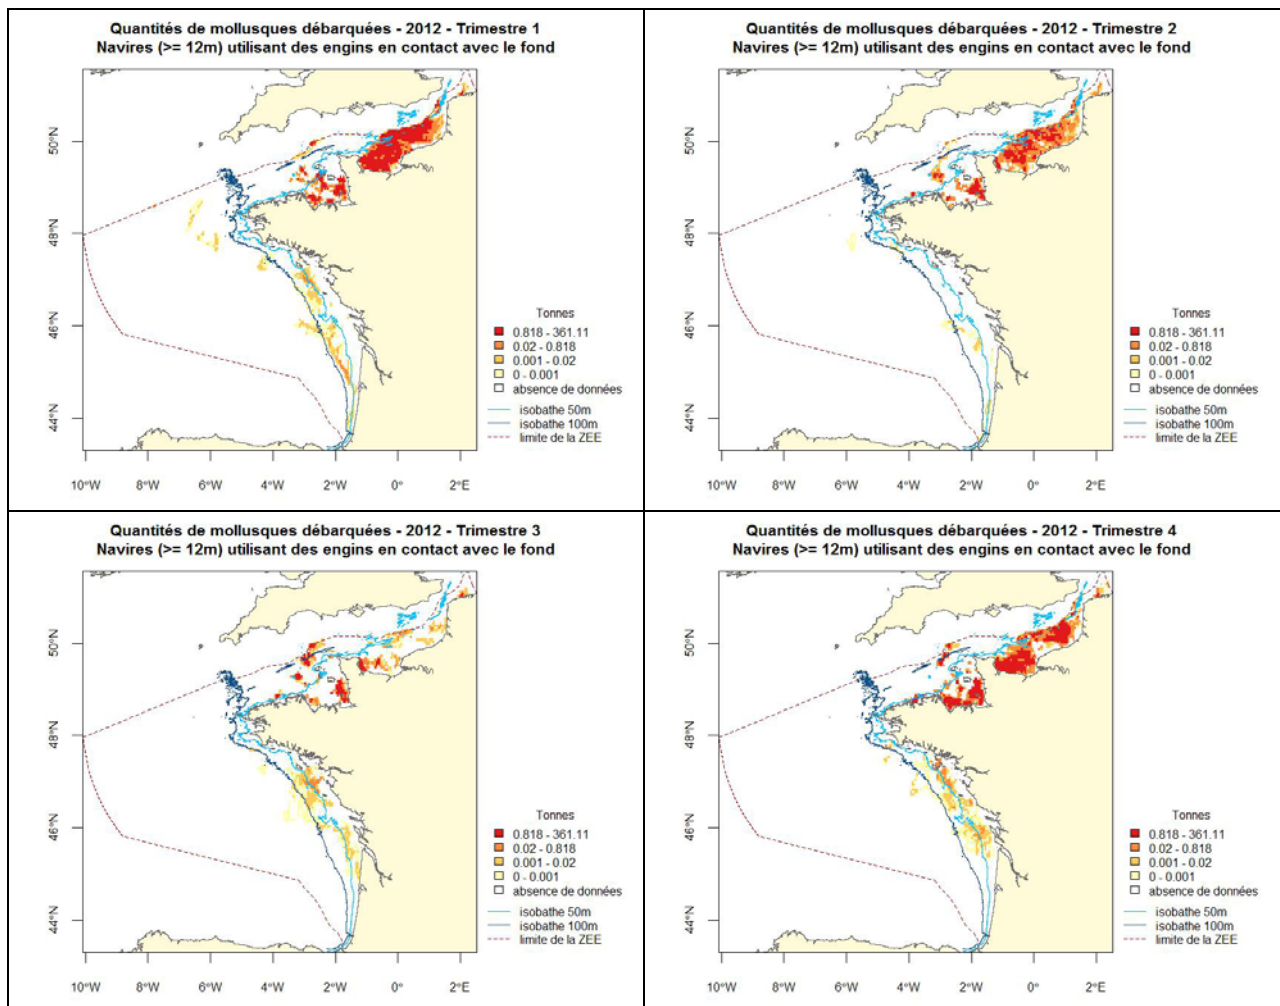 Quantités de mollusques débarquées - 2012 - Trimestre 1
Navires (>= 12m) utilisant des engins en contact avec le fond
50°N
48°N
46°N
44°N
Tonnes
0.818 - 361.11
0.02 - 0.818
0.001 - 0.02
0 - 0.001
absence de données
isobathe 50m
isobathe 100m
limite de la ZEE
10°W 8°W 6°W 4°W 2°W 0° 2°E
Quantités de mollusques débarquées - 2012 - Trimestre 2
Navires (>= 12m) utilisant des engins en contact avec le fond
50°N
48°N
46°N
44°N
Tonnes
0.818 - 361.11
0.02 - 0.818
0.001 - 0.02
0 - 0.001
absence de données
isobathe 50m
isobathe 100m
limite de la ZEE
10°W 8°W 6°W 4°W 2°W 0° 2°E
Quantités de mollusques débarquées - 2012 - Trimestre 3
Navires (>= 12m) utilisant des engins en contact avec le fond
50°N
48°N
46°N
44°N
Tonnes
0.818 - 361.11
0.02 - 0.818
0.001 - 0.02
0 - 0.001
absence de données
isobathe 50m
isobathe 100m
limite de la ZEE
10°W 8°W 6°W 4°W 2°W 0° 2°E
Quantités de mollusques débarquées - 2012 - Trimestre 4
Navires (>= 12m) utilisant des engins en contact avec le fond
50°N
48°N
46°N
44°N
Tonnes
0.818 - 361.11
0.02 - 0.818
0.001 - 0.02
0 - 0.001
absence de données
isobathe 50m
isobathe 100m
limite de la ZEE
10°W 8°W 6°W 4°W 2°W 0° 2°E